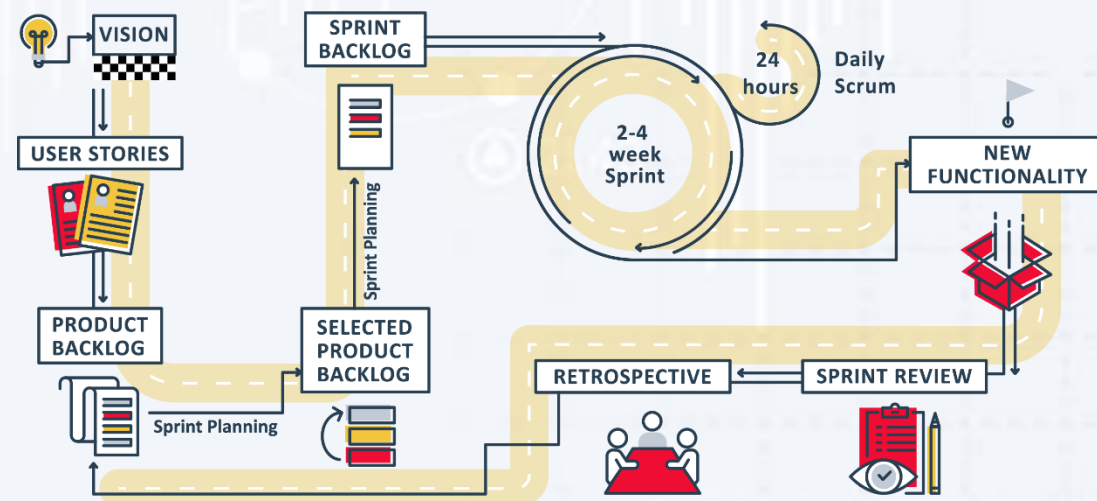 VISION
USER STORIES
PRODUCT
BACKLOG
Sprint Planning
SELECTED
PRODUCT
BACKLOG
Sprint Planning
SPRINT
BACKLOG
2-4
week
Sprint
24
hours
Daily
Scrum
NEW
FUNCTIONALITY
SPRINT REVIEW
RETROSPECTIVE